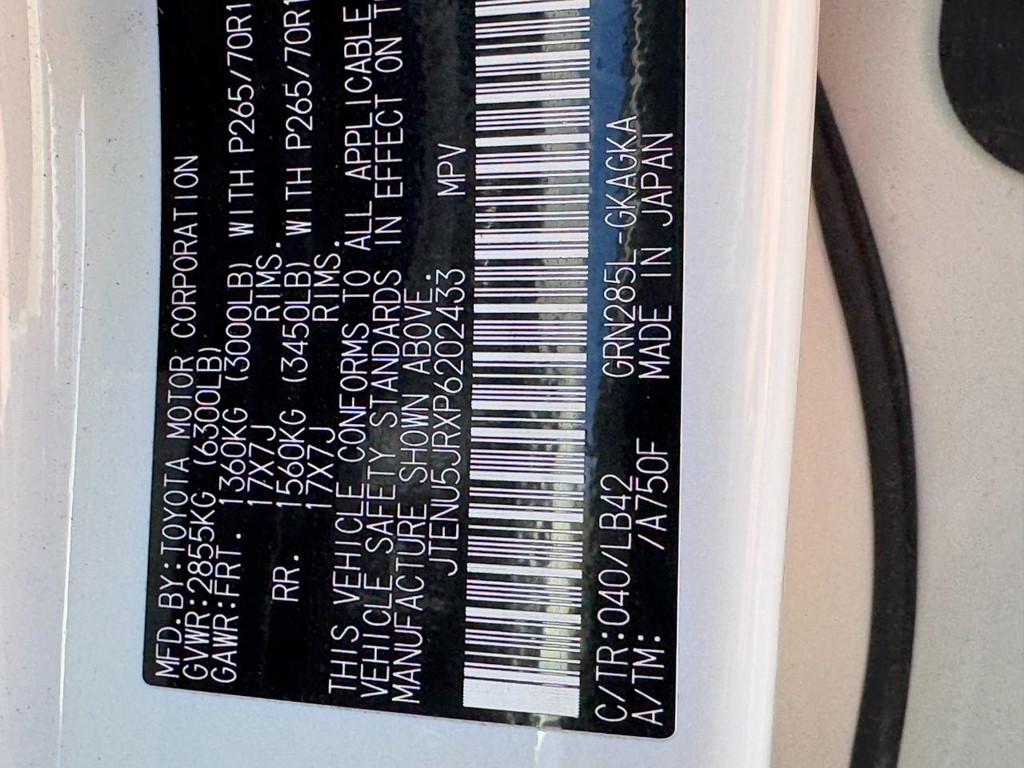 MFD.BY:TOYOTA MOTOR CORPORATION
GVWR:2855KG (6300LB)
GAWR:FRT. 1360KG (3000LB) WITH P265/70R1
17X7J RIMS.
RR. 1560KG (3450LB) WITH P265/70R1
17X7J RIMS.
THIS VEHICLE CONFORMS TO ALL APPLICABLE
VEHICLE SAFETY STANDARDS IN EFFECT ON
MANUFACTURE SHOWN ABOVE.
JTENU5JRXP6202433 MPV
C/TR:040/LB42 GRN285L-GKAGKA
A/TM: /A750F MADE IN JAPAN